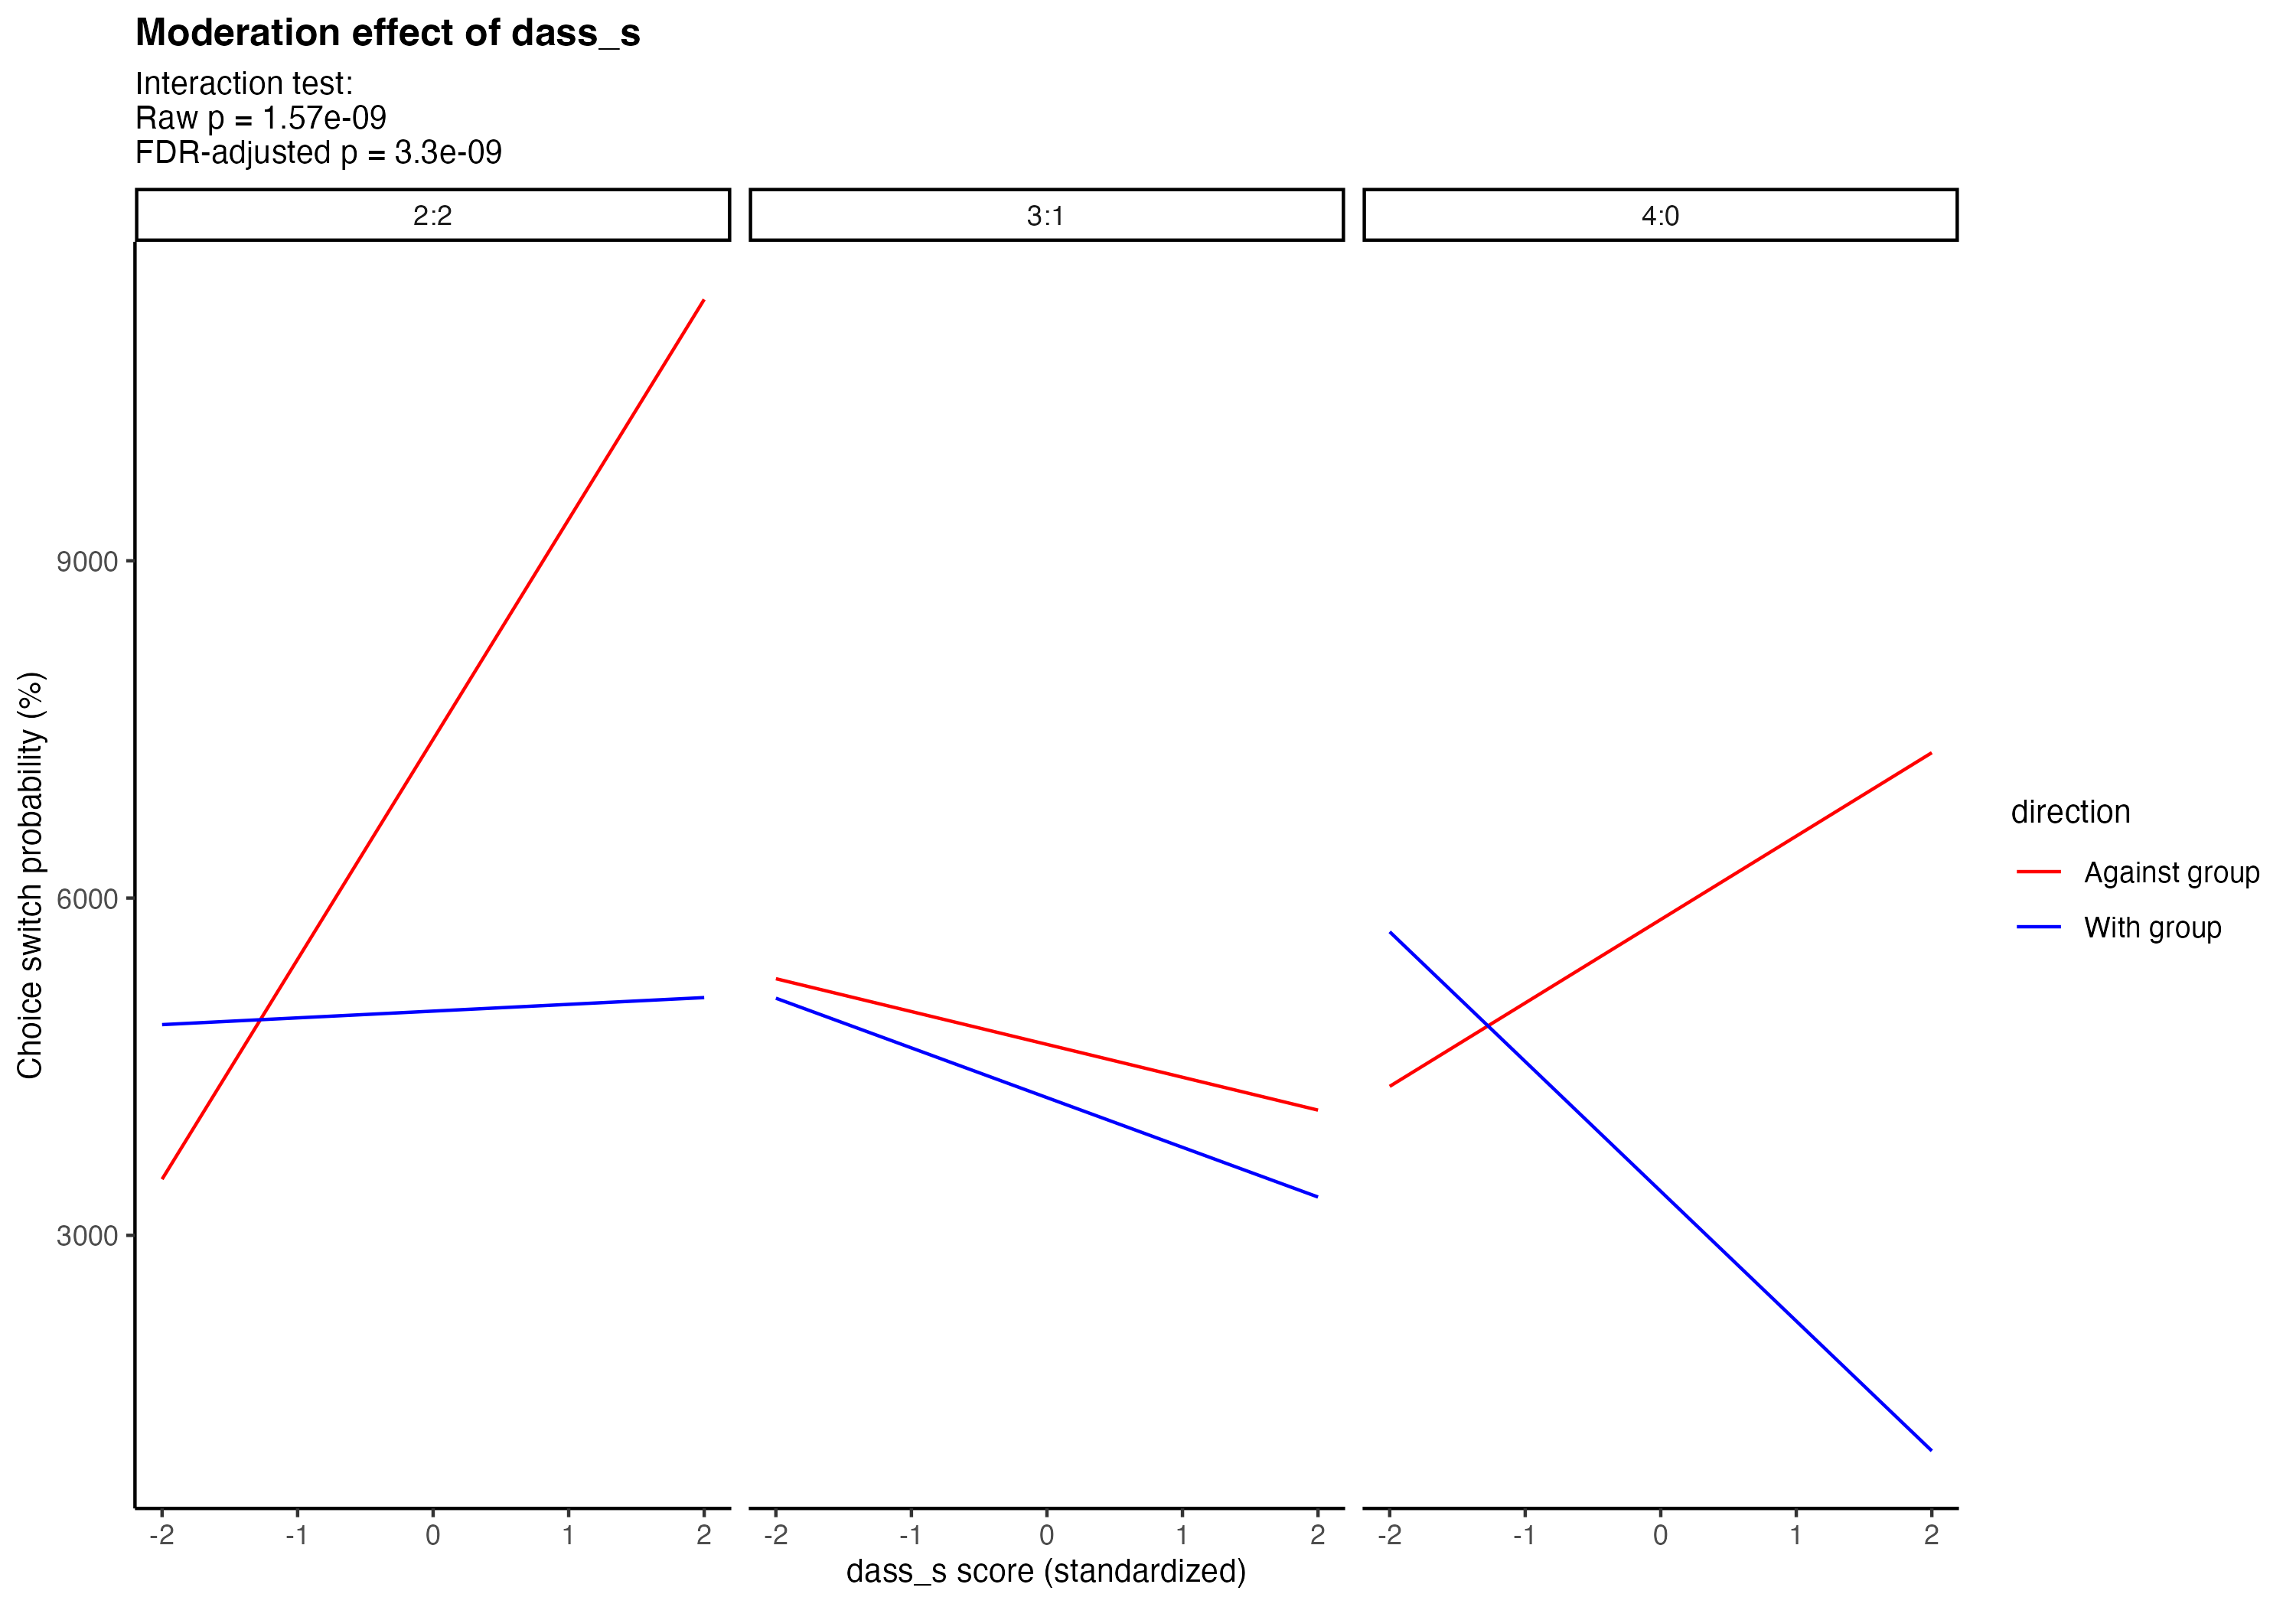 Moderation effect of dass_s
Interaction test:
Raw p = 1.57e-09
FDR-adjusted p = 3.3e-09
2:2
3:1
4:0
9000
6000
3000
Choice switch probability (%)
-2 -1 0 1 2
-2 -1 0 1 2
-2 -1 0 1 2
dass_s score (standardized)
direction
Against group
With group